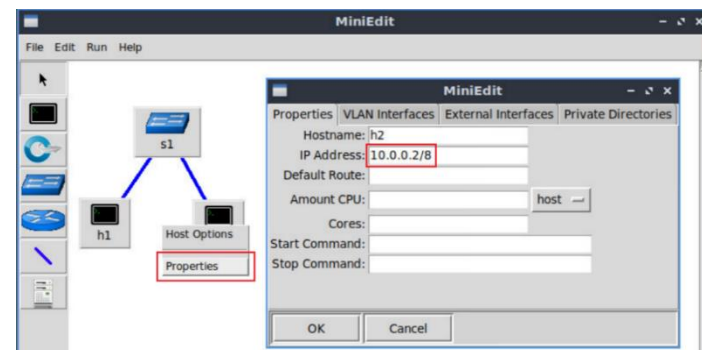 MiniEdit
File Edit Run Help
s1
h1
Host Options
Properties
MiniEdit
Properties VLAN Interfaces External Interfaces Private Directories
Hostname: h2
IP Address: 10.0.0.2/8
Default Route:
Amount CPU: host
Cores:
Start Command:
Stop Command:
OK Cancel